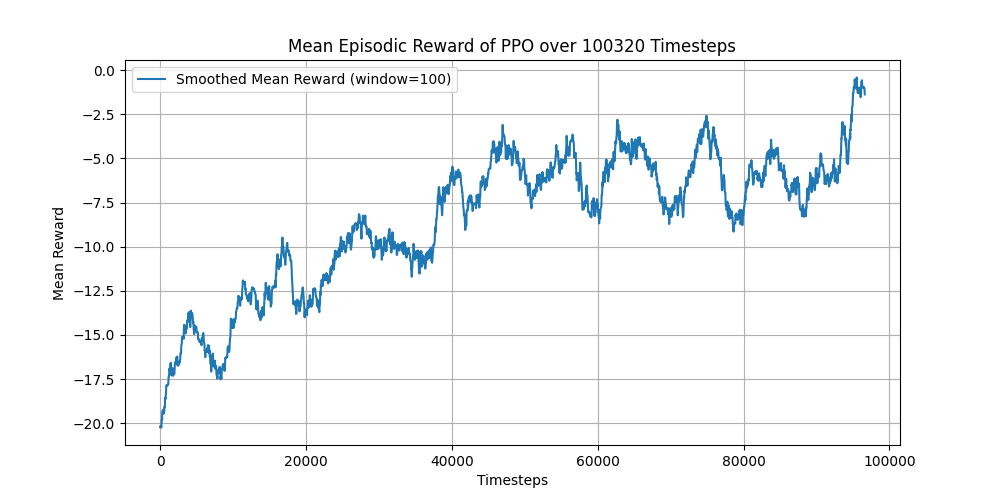 Mean Episodic Reward of PPO over 100320 Timesteps
Smoothed Mean Reward (window=100)
0.0
−2.5
−5.0
−7.5
−10.0
−12.5
−15.0
−17.5
−20.0
Mean Reward
0 20000 40000 60000 80000 100000
Timesteps